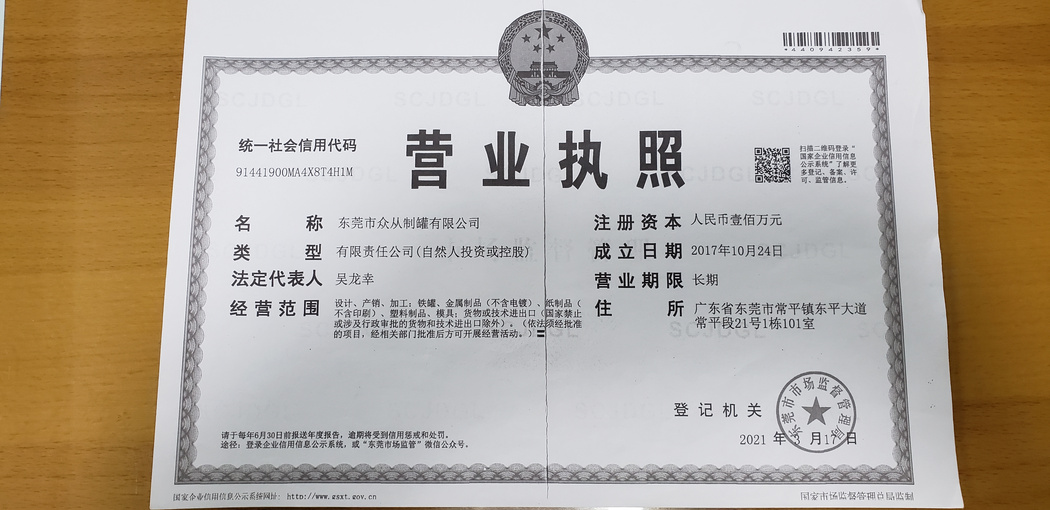 *440942359*
营业执照
统一社会信用代码
91441900MA4X8T4H1M
扫描二维码登录“
国家企业信用信息
公示系统”了解更
多登记、备案、许
可、监管信息。
名称 东莞市众从制罐有限公司
类型 有限责任公司(自然人投资或控股)
法定代表人 吴龙幸
经营范围 设计、产销、加工：铁罐、金属制品（不含电镀）、纸制品（
不含印刷）、塑料制品、模具；货物或技术进出口（国家禁止
或涉及行政审批的货物和技术进出口除外）。（依法须经批准
的项目，经相关部门批准后方可开展经营活动。）
注册资本 人民币壹佰万元
成立日期 2017年10月24日
营业期限 长期
住所 广东省东莞市常平镇东平大道
常平段21号1栋101室
登记机关
东莞市市场监督管理局
2021 年 月17日
请于每年6月30日前报送年度报告，逾期将受到信用惩戒和处罚。
途径：登录企业信用信息公示系统，或“东莞市场监管”微信公众号。
国家企业信用信息公示系统网址：http://www.gsxt.gov.cn
SCJDGL
SCJDGL
SCJDGL
SCJDGL